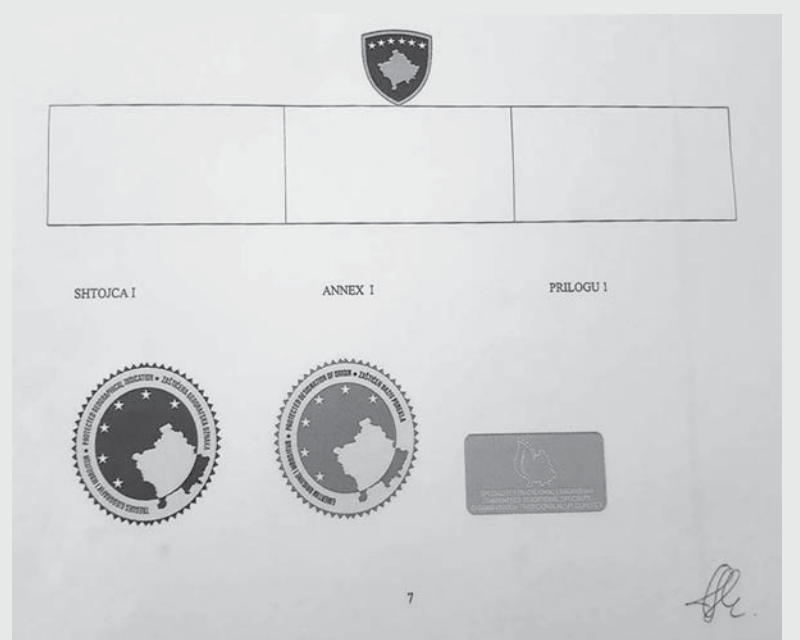 SHTOJCA I
ANNEX I
PRILOGU 1
TREGUES GJEOGRAFIK I MBROJTUR • PROTECTED GEOGRAPHICAL INDICATION • ZAŠTIĆENA GEOGRAFSKA OZNAKA
EMËRTIM ORIGJINE I MBROJTUR • PROTECTED DESIGNATION OF ORIGIN • ZAŠTIĆEN NAZIV POREKLA
7